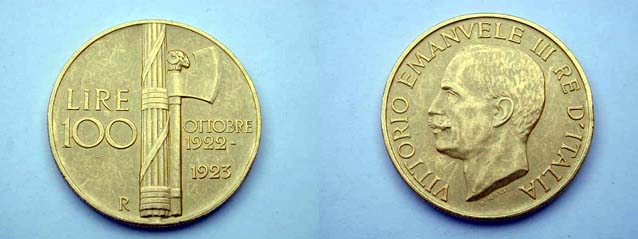 LIRE
100
OTTOBRE
1922-
1923
R
VITTORIO EMANVELE III RE D'ITALIA